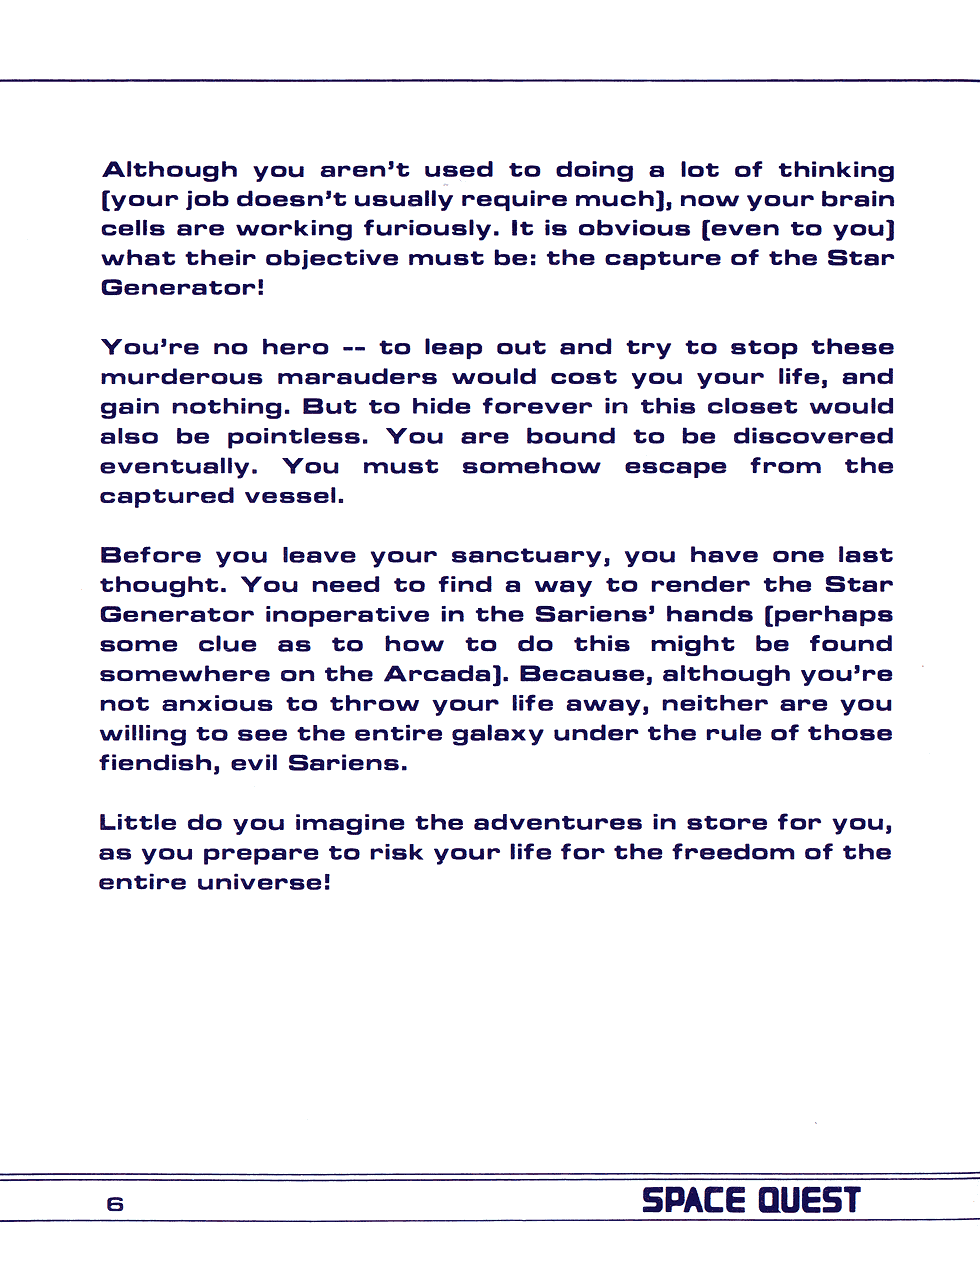 Although you aren't used to doing a lot of thinking
[your job doesn't usually require much], now your brain
cells are working furiously. It is obvious [even to you]
what their objective must be: the capture of the Star
Generator!
You're no hero -- to leap out and try to stop these
murderous marauders would cost you your life, and
gain nothing. But to hide forever in this closet would
also be pointless. You are bound to be discovered
eventually. You must somehow escape from the
captured vessel.
Before you leave your sanctuary, you have one last
thought. You need to find a way to render the Star
Generator inoperative in the Sariens' hands [perhaps
some clue as to how to do this might be found
somewhere on the Arcada]. Because, although you're
not anxious to throw your life away, neither are you
willing to see the entire galaxy under the rule of those
fiendish, evil Sariens.
Little do you imagine the adventures in store for you,
as you prepare to risk your life for the freedom of the
entire universe!
6
SPACE QUEST